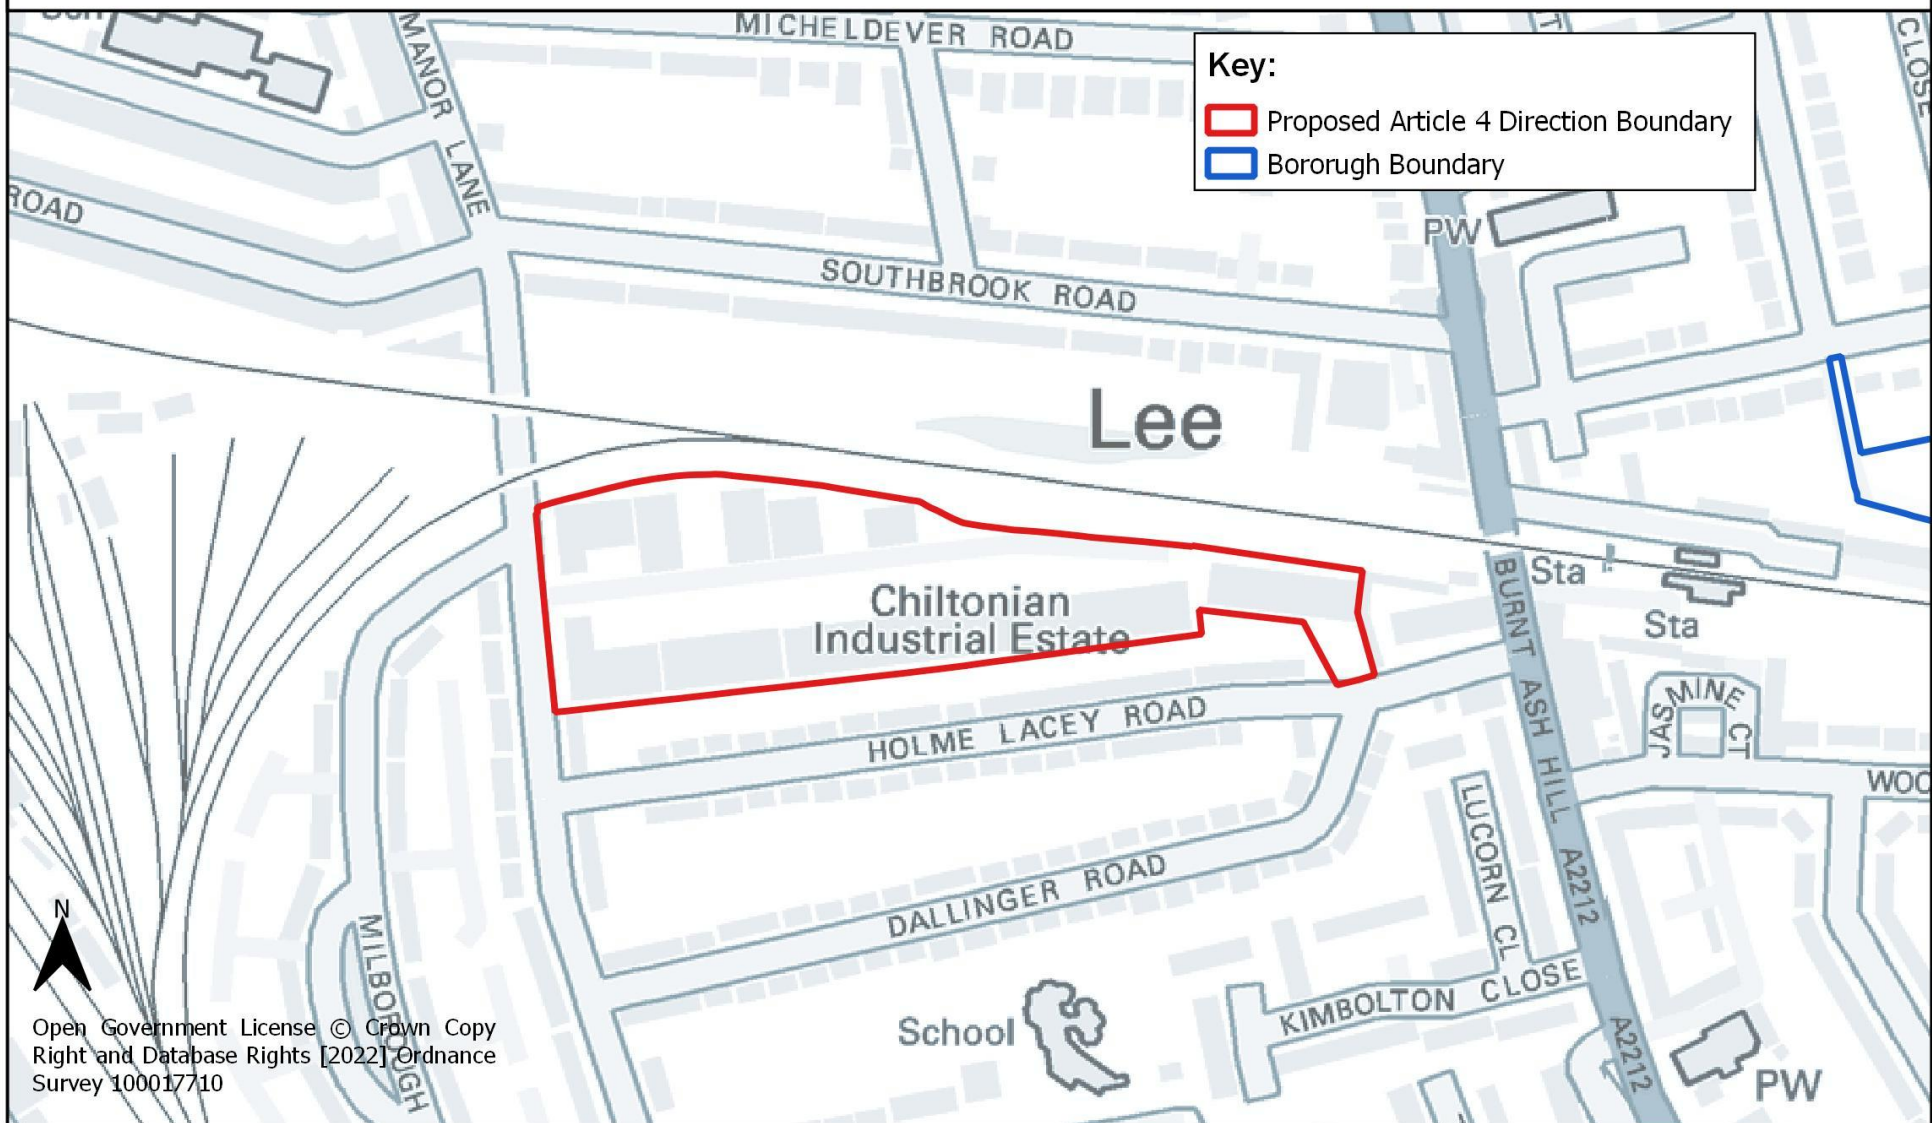 MICHELDEVER ROAD
MANOR LANE
CLOSE
Key:
Proposed Article 4 Direction Boundary
Bororugh Boundary
ROAD
PW
SOUTHBROOK ROAD
Lee
Chiltonian
Industrial Estate
Sta
Sta
BURNT ASH HILL A2212
JASMINE CT
HOLME LACEY ROAD
LUCORN CL
DALLINGER ROAD
N
MILBOROUGH
KIMBOLTON CLOSE
School
A2212
PW
Open Government License © Crown Copy
Right and Database Rights [2022] Ordnance
Survey 100017710